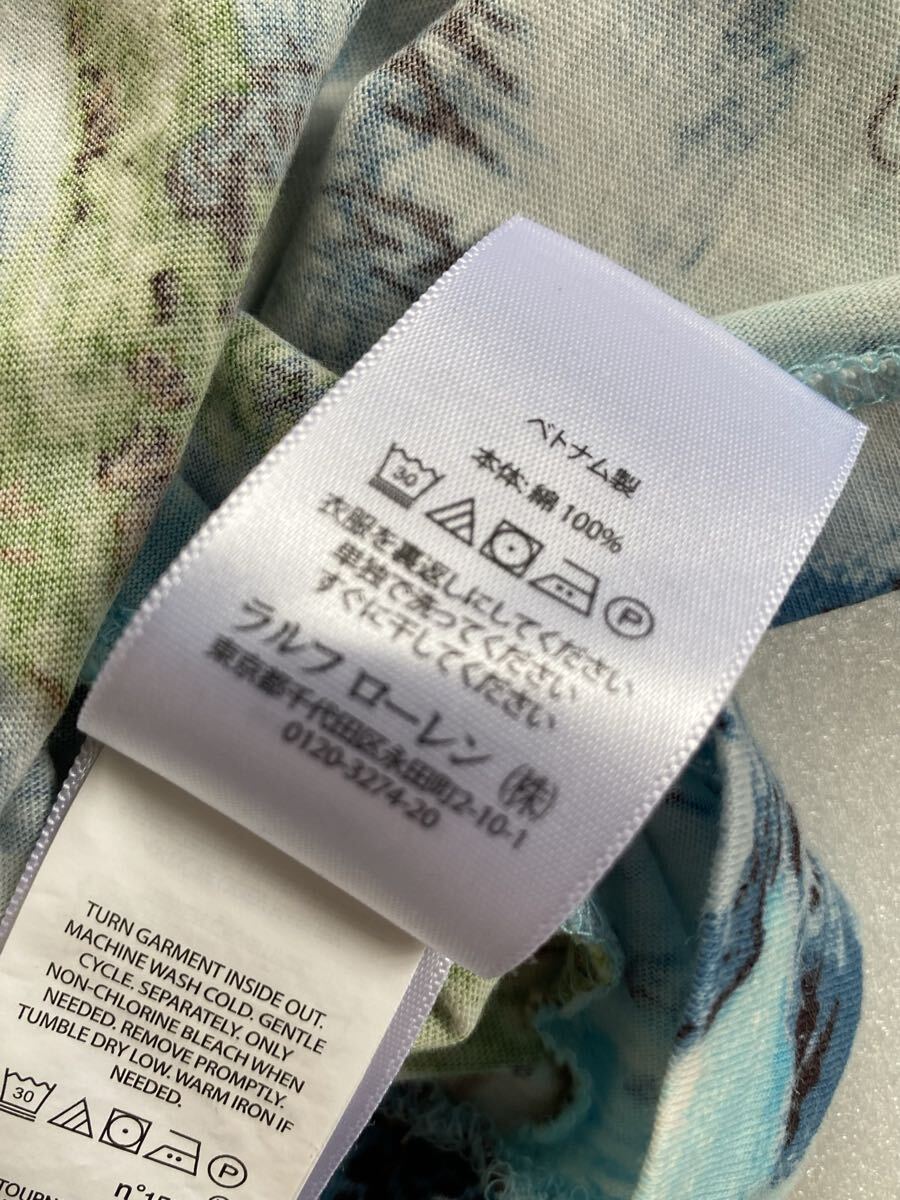 ベトナム製
本体: 綿 100%
30 P
衣服を裏返しにしてください
単独で洗ってください
すぐに干してください
ラルフ ローレン (株)
東京都千代田区永田町2-10-1
0120-3274-20
TURN GARMENT INSIDE OUT.
MACHINE WASH COLD. GENTLE
CYCLE. SEPARATELY. ONLY
NON-CHLORINE BLEACH WHEN
NEEDED. REMOVE PROMPTLY.
TUMBLE DRY LOW. WARM IRON IF
NEEDED.
30 P